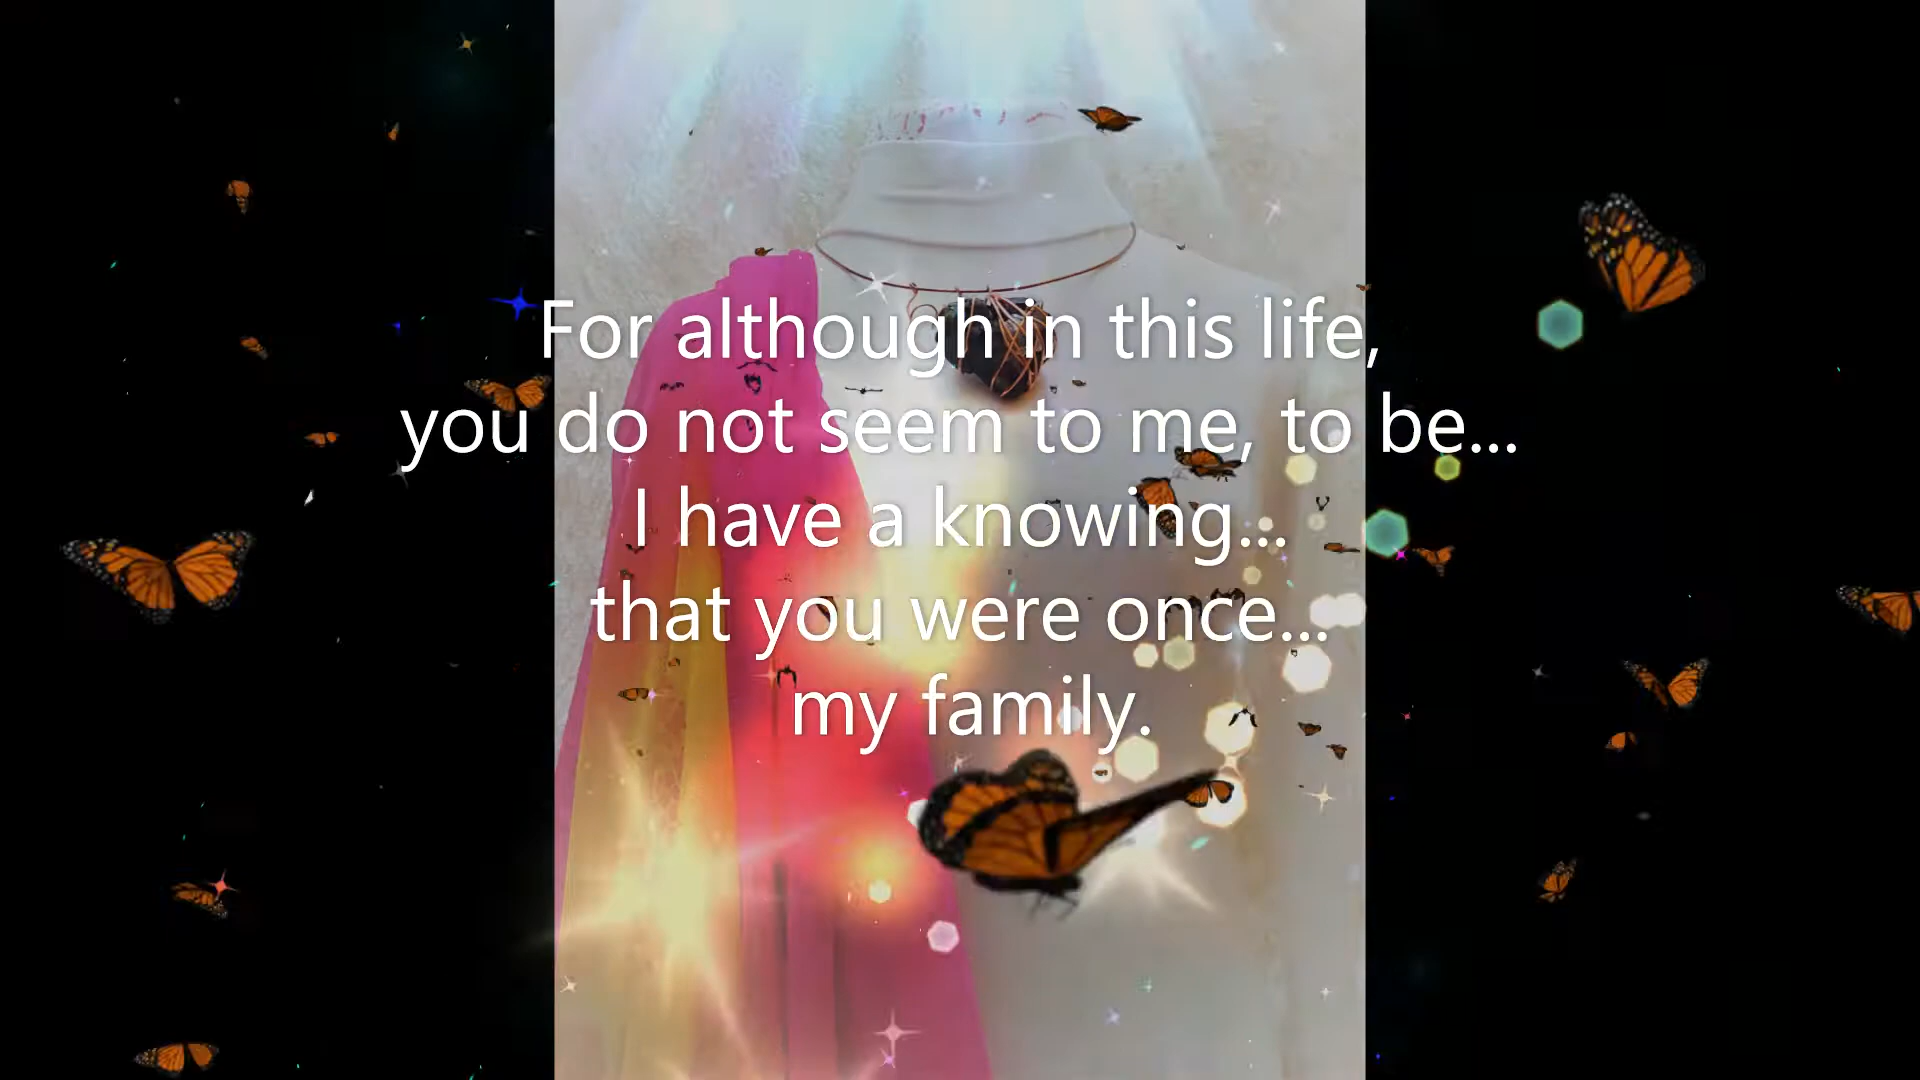 For although in this life,
you do not seem to me, to be...
I have a knowing...
that you were once...
my family.